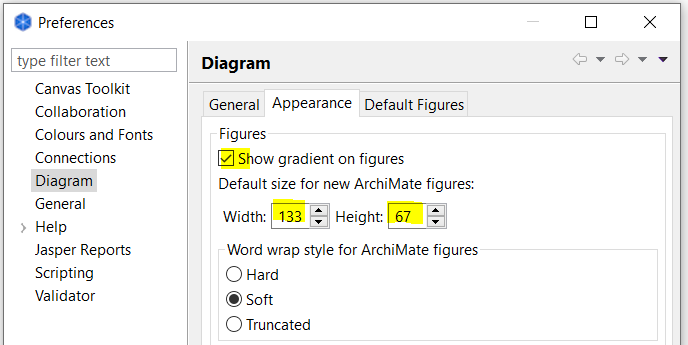 Preferences
type filter text
Canvas Toolkit
Collaboration
Colours and Fonts
Connections
Diagram
General
Help
Jasper Reports
Scripting
Validator
Diagram
General Appearance Default Figures
Figures
Show gradient on figures
Default size for new ArchiMate figures:
Width: 133 Height: 67
Word wrap style for ArchiMate figures
Hard
Soft
Truncated